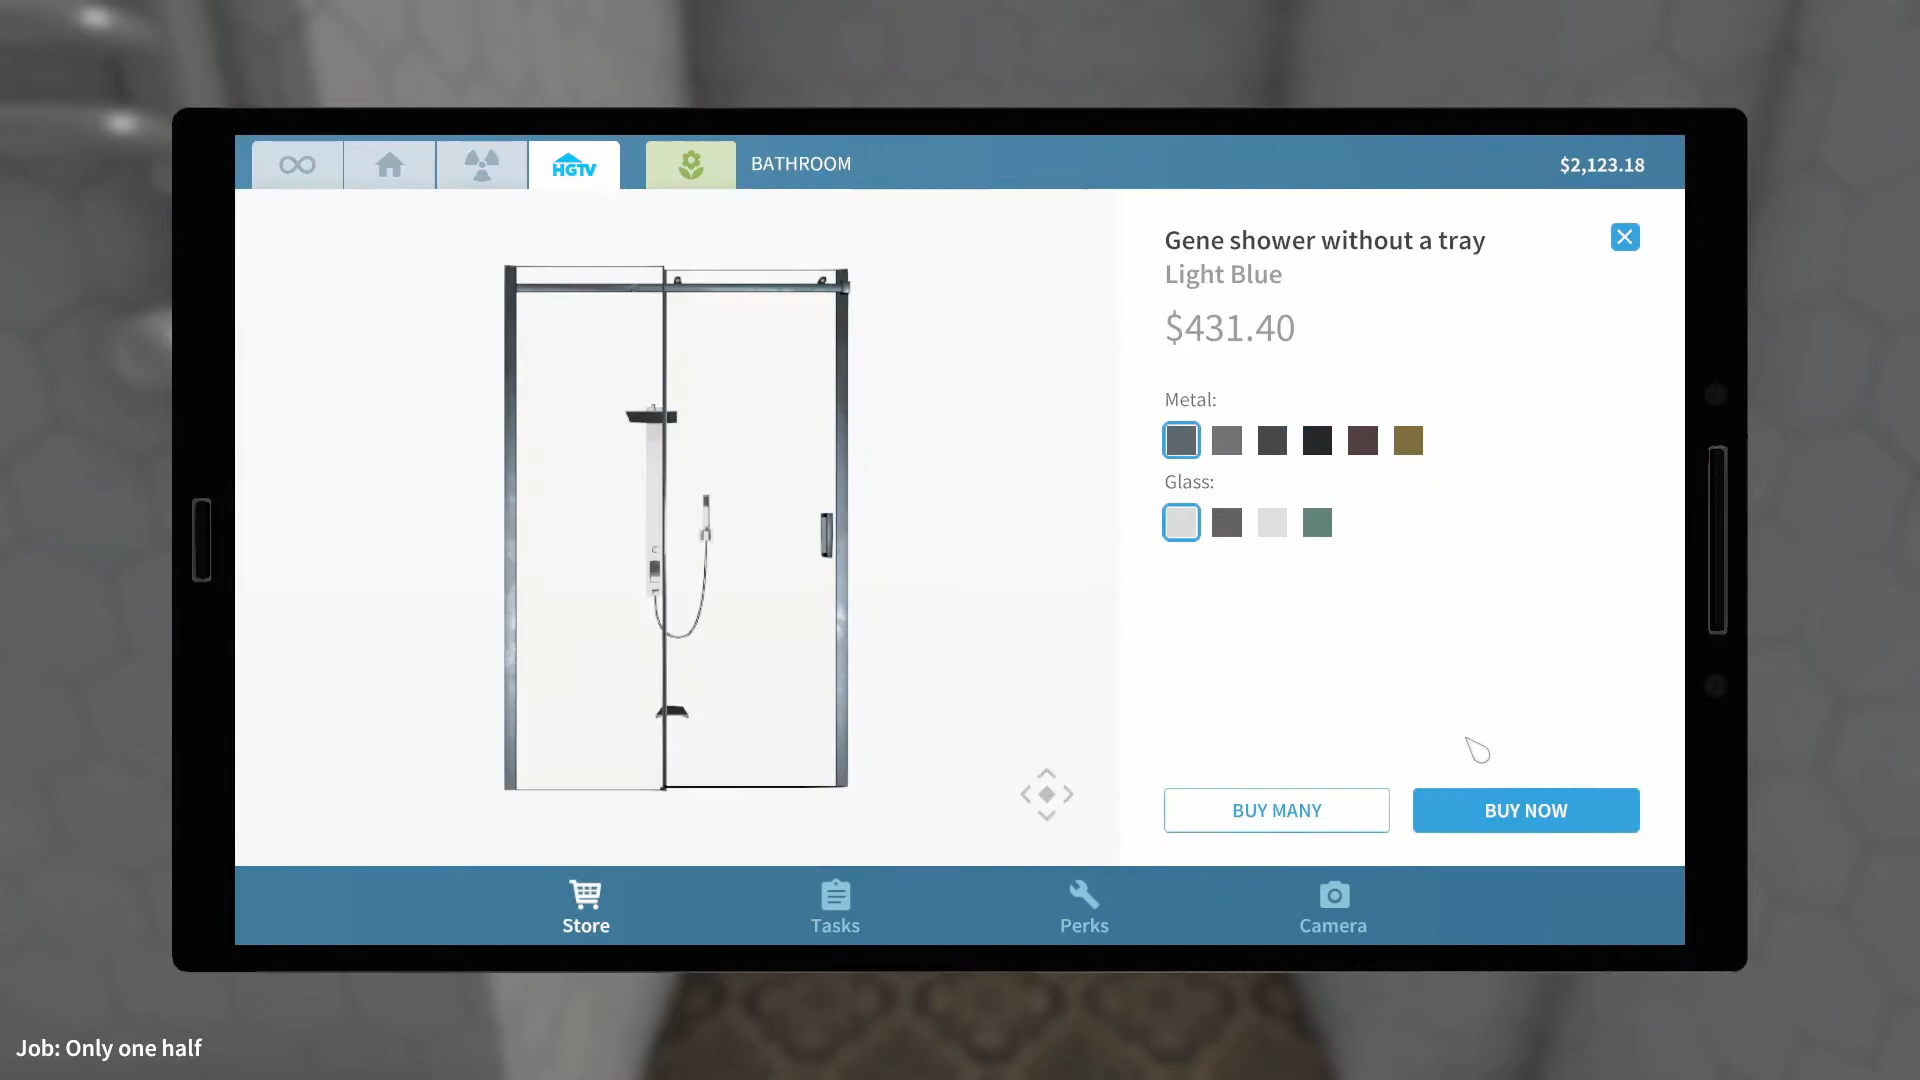 HGTV
BATHROOM
$2,123.18
Gene shower without a tray
Light Blue
$431.40
Metal:
Glass:
BUY MANY
BUY NOW
Store
Tasks
Perks
Camera
Job: Only one half